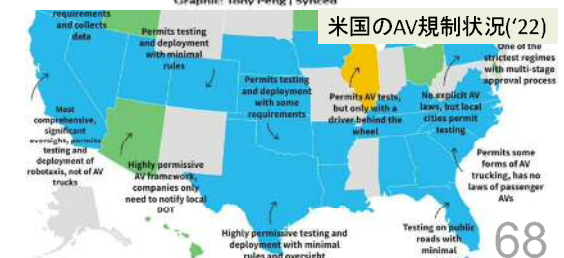 Graphic: Tony Peng | Synced
米国のAV規制状況(‘22)
requirements
and collects
data
Permits testing
and deployment
with minimal
rules
One of the
strictest regimes
with multi-stage
approval process
Permits testing
and deployment
with some
requirements
Permits AV tests,
but only with a
driver behind the
wheel
No explicit AV
laws, but local
cities permit
testing
Most
comprehensive,
significant
oversight, permits
testing and
deployment of
robotaxis, not of AV
trucks
Highly permissive
AV framework,
companies only
need to notify local
DOT
Permits some
forms of AV
trucking, has no
laws of passenger
AVs
Highly permissive testing and
deployment with minimal
rules and oversight
Testing on public
roads with
minimal
68